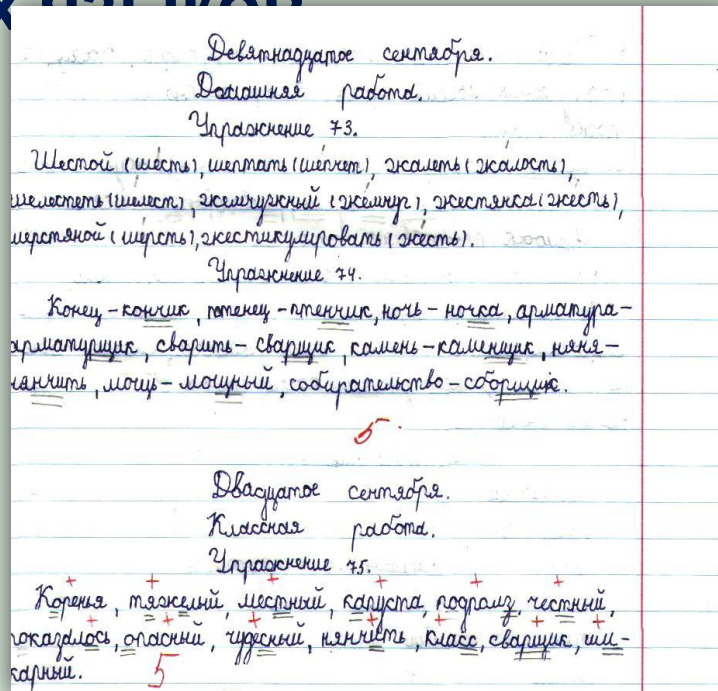 Девятнадцатое сентября.
Домашняя работа.
Упражнение 73.
Шестой (шесть), шептать (шепчет), жалеть (жалость),
шелестеть (шелест), жемчужный (жемчуг), жестянка (жесть),
шерстяной (шерсть), жестикулировать (жесть).
Упражнение 74.
Конец – кончик, птенец – птенчик, ночь – ночка, арматура –
арматурщик, сварить – сварщик, камень – каменщик, няня –
нянчить, мощь – мощный, собирательство – соборщик.
5
Двадцатое сентября.
Классная работа.
Упражнение 75.
Коренья, тяжелый, местный, капуста, подполз, честный,
показалось, опасный, чудесный, нянчить, класс, сварщик, ши-
карный. 5